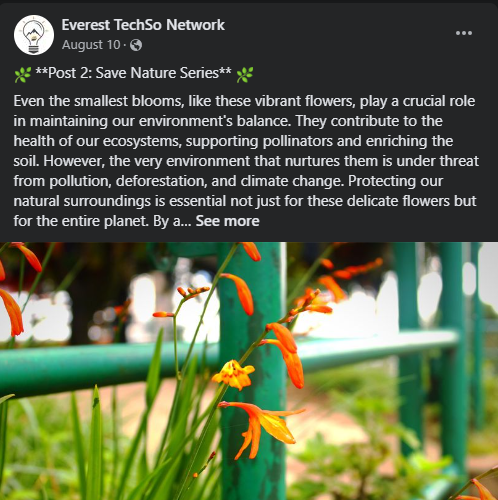 Everest TechSo Network
August 10 ·
🌿 **Post 2: Save Nature Series** 🌿
Even the smallest blooms, like these vibrant flowers, play a crucial role
in maintaining our environment's balance. They contribute to the
health of our ecosystems, supporting pollinators and enriching the
soil. However, the very environment that nurtures them is under threat
from pollution, deforestation, and climate change. Protecting our
natural surroundings is essential not just for these delicate flowers but
for the entire planet. By a... See more